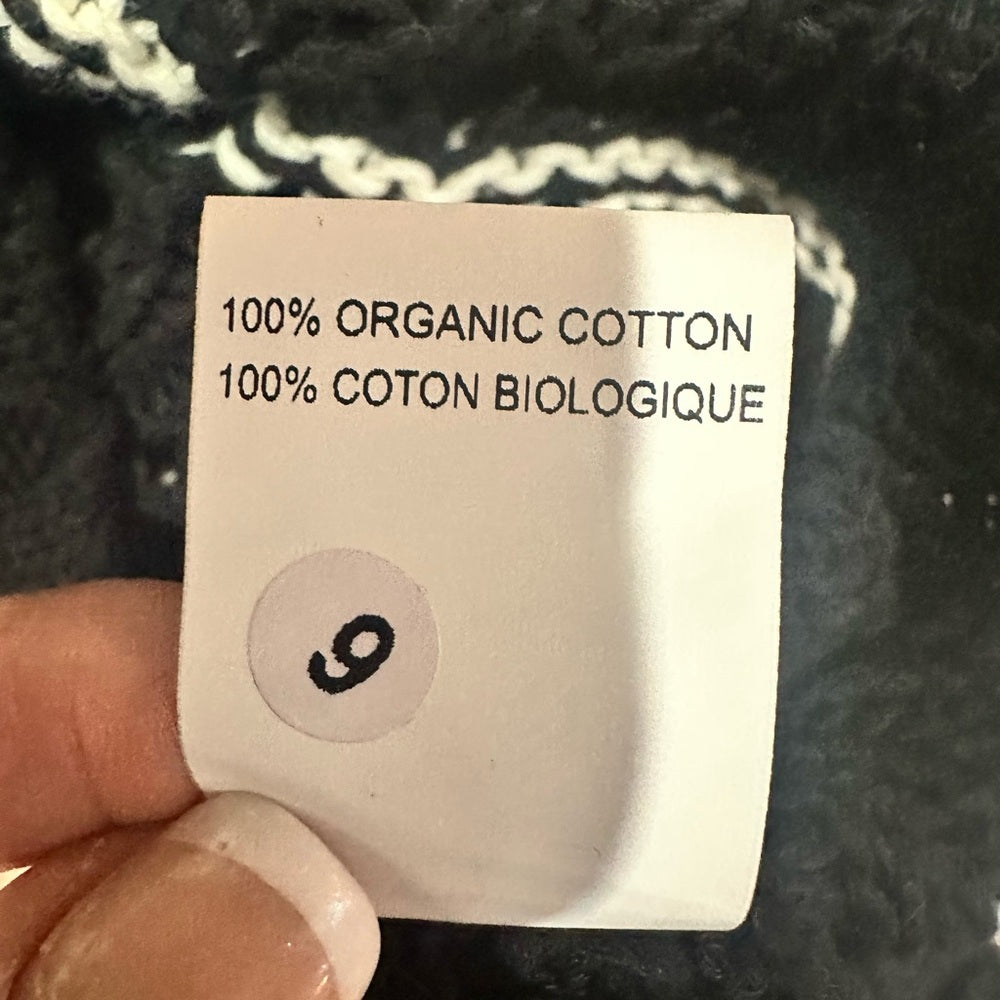 100% ORGANIC COTTON
100% COTON BIOLOGIQUE
9